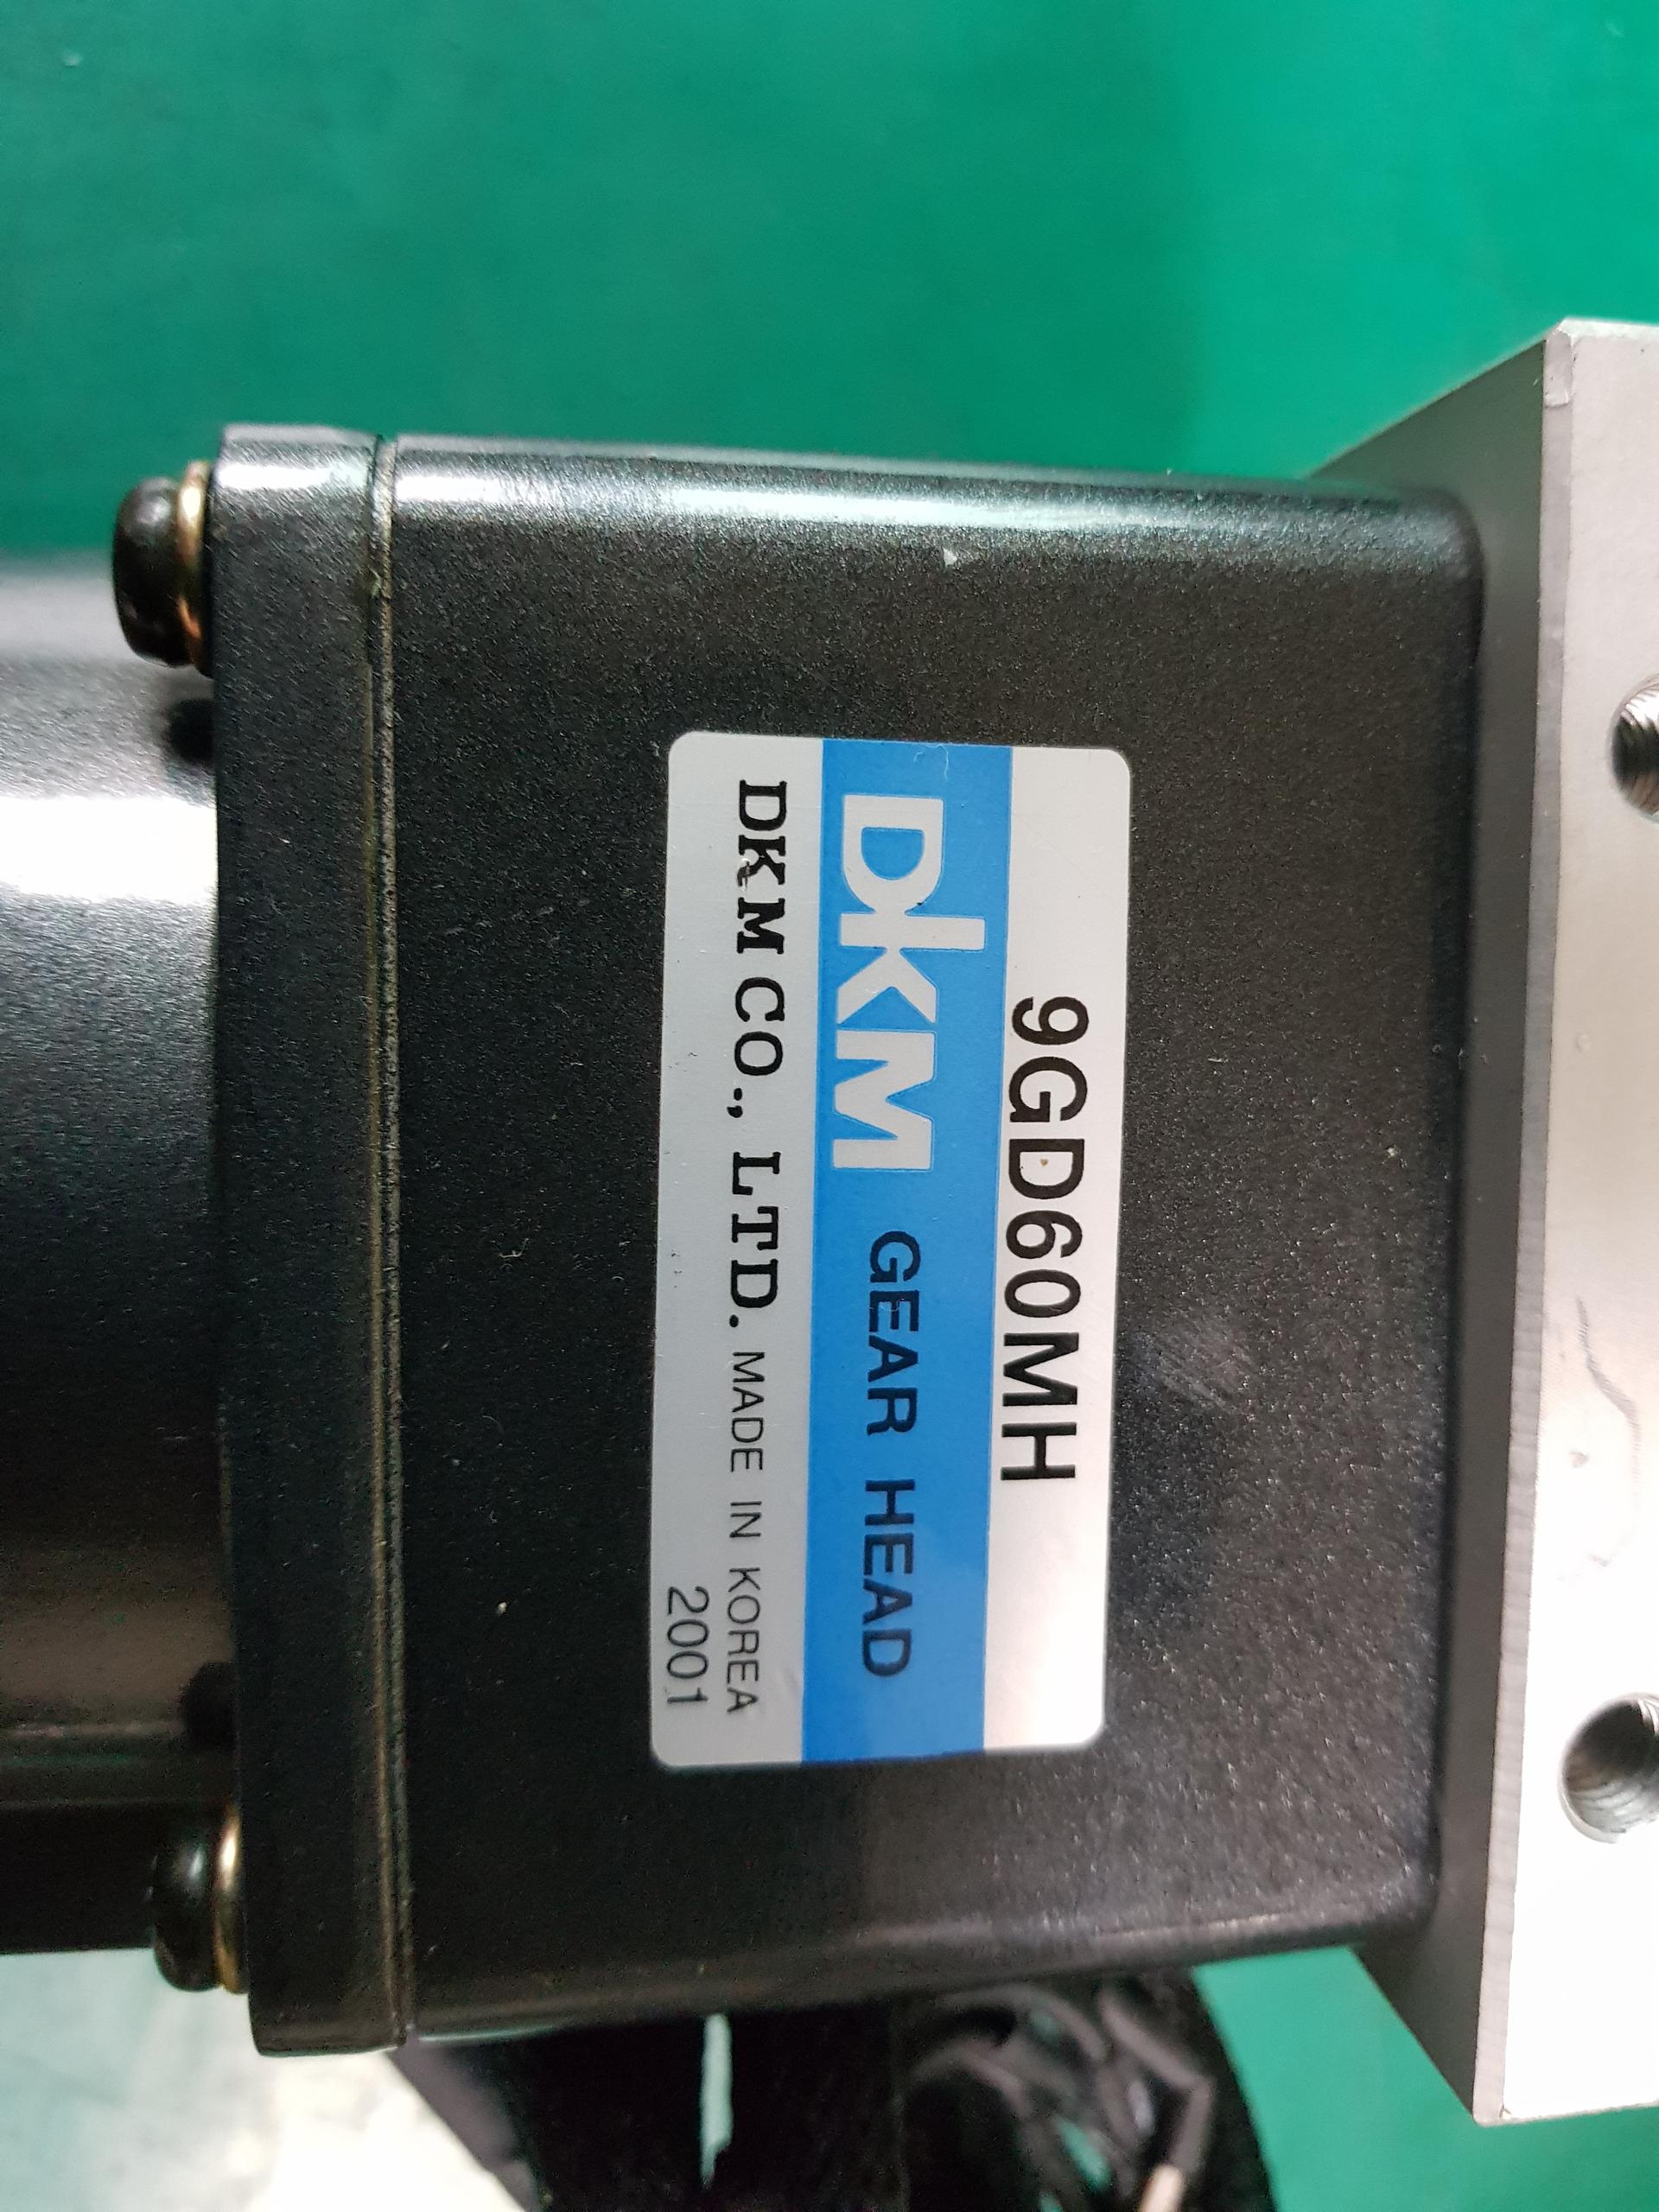 9GD60MH
DKM GEAR HEAD
DKM CO., LTD. MADE IN KOREA
2001